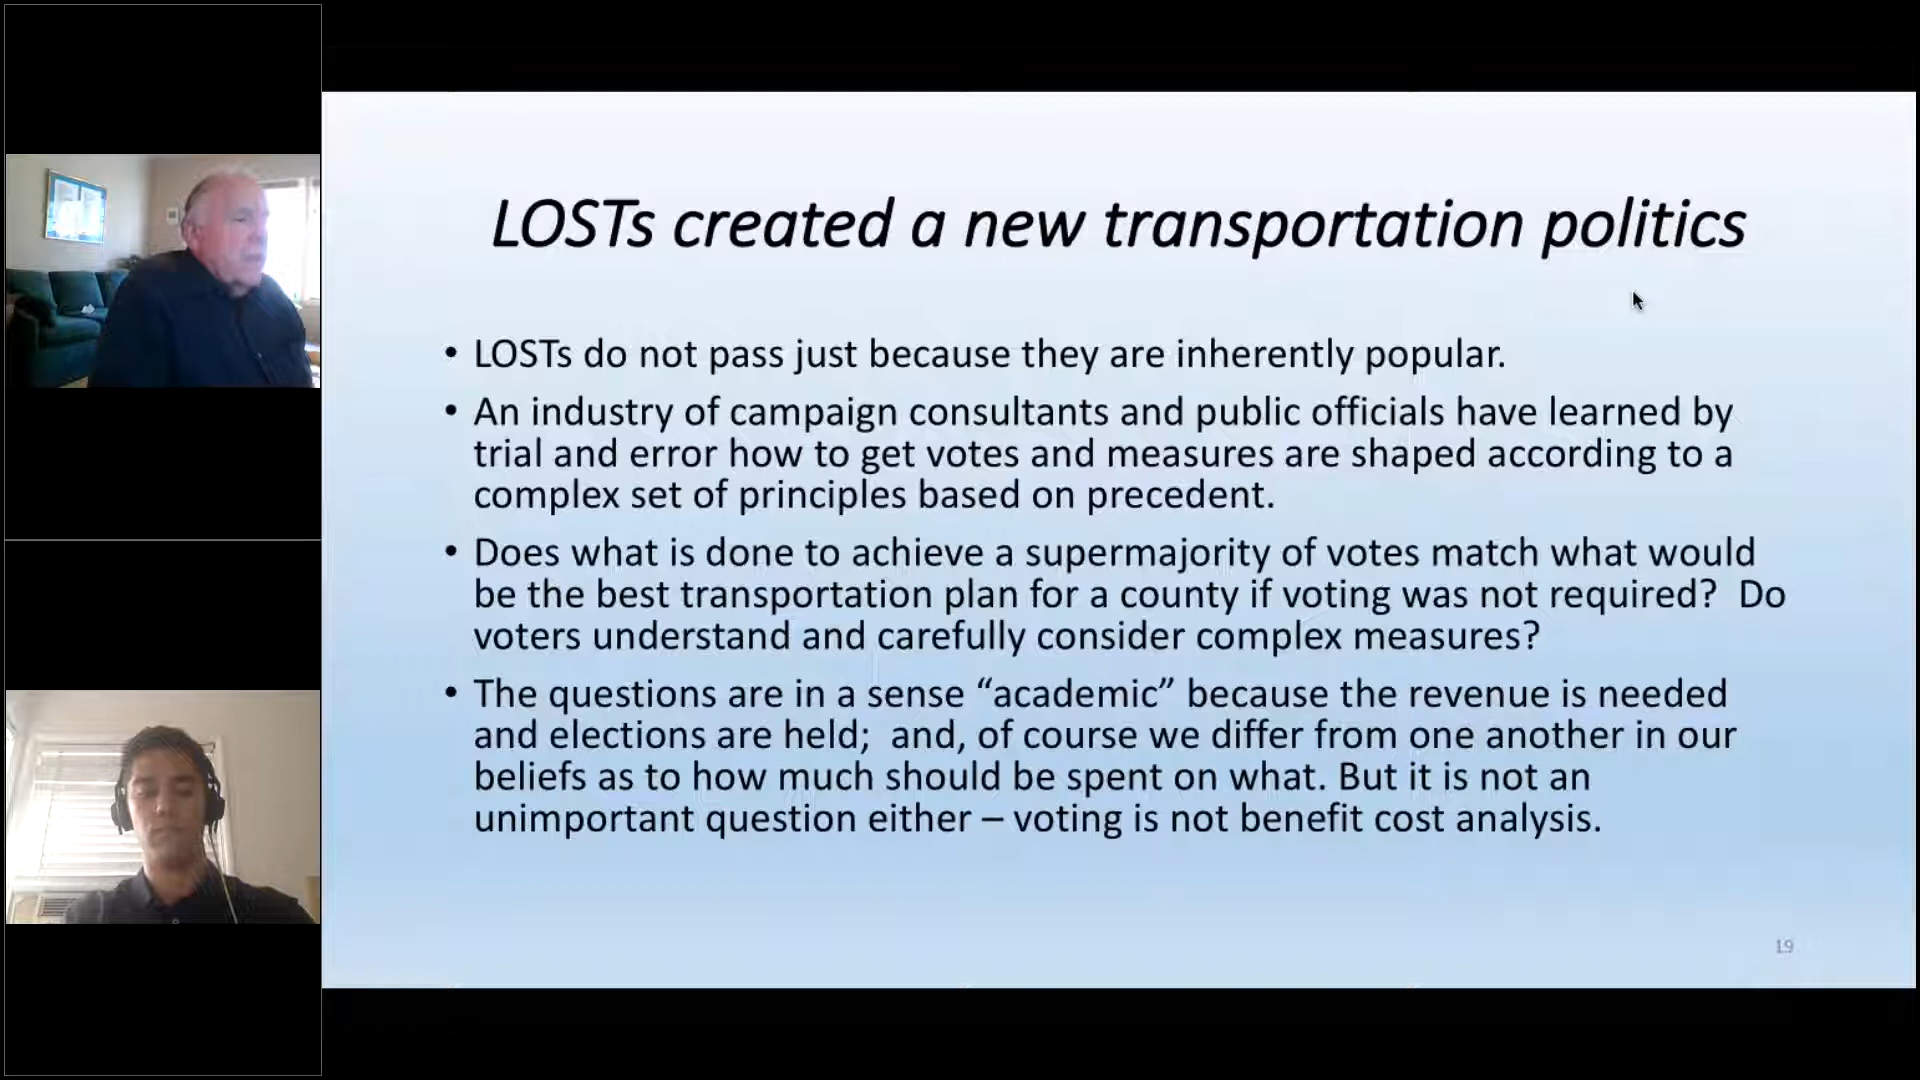 LOSTs created a new transportation politics
• LOSTs do not pass just because they are inherently popular.
• An industry of campaign consultants and public officials have learned by
trial and error how to get votes and measures are shaped according to a
complex set of principles based on precedent.
• Does what is done to achieve a supermajority of votes match what would
be the best transportation plan for a county if voting was not required?  Do
voters understand and carefully consider complex measures?
• The questions are in a sense “academic” because the revenue is needed
and elections are held;  and, of course we differ from one another in our
beliefs as to how much should be spent on what. But it is not an
unimportant question either – voting is not benefit cost analysis.
19